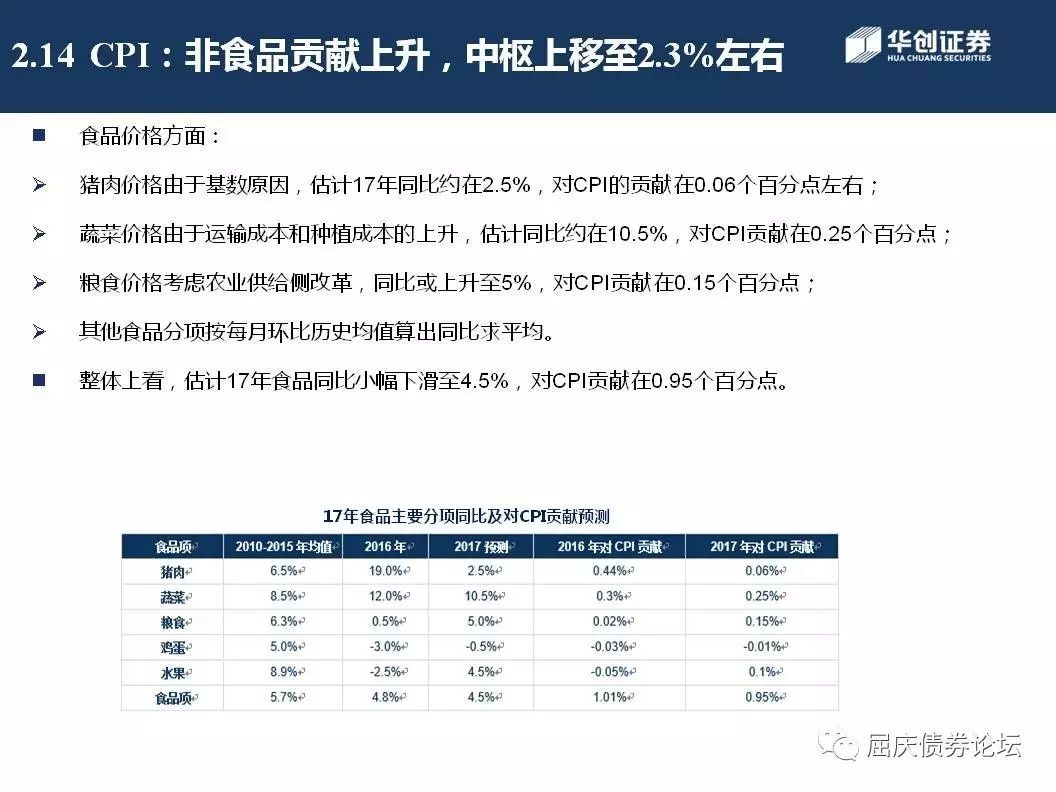 2.14 CPI：非食品贡献上升，中枢上移至2.3%左右
华创证券
HUA CHUANG SECURITIES
■ 食品价格方面：
➢ 猪肉价格由于基数原因，估计17年同比约在2.5%，对CPI的贡献在0.06个百分点左右；
➢ 蔬菜价格由于运输成本和种植成本的上升，估计同比约在10.5%，对CPI贡献在0.25个百分点；
➢ 粮食价格考虑农业供给侧改革，同比或上升至5%，对CPI贡献在0.15个百分点；
➢ 其他食品分项按每月环比历史均值算出同比求平均。
■ 整体上看，估计17年食品同比小幅下滑至4.5%，对CPI贡献在0.95个百分点。
17年食品主要分项同比及对CPI贡献预测
食品项 2010-2015 年均值 2016 年 2017 预测 2016 年对 CPI 贡献 2017 年对 CPI 贡献
猪肉 6.5% 19.0% 2.5% 0.44% 0.06%
蔬菜 8.5% 12.0% 10.5% 0.3% 0.25%
粮食 6.3% 0.5% 5.0% 0.02% 0.15%
鸡蛋 5.0% -3.0% -0.5% -0.03% -0.01%
水果 8.9% -2.5% 4.5% -0.05% 0.1%
食品项 5.7% 4.8% 4.5% 1.01% 0.95%
屈庆债券论坛